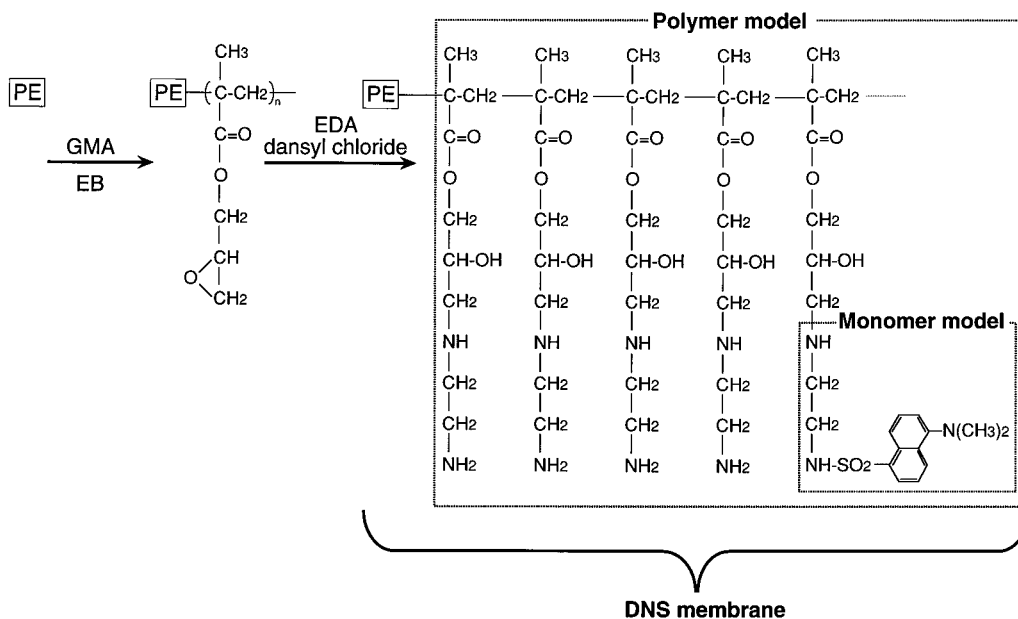 Polymer model
CH3 CH3 CH3 CH3 CH3 CH3
PE PE (C-CH2)n PE C-CH2 C-CH2 C-CH2 C-CH2 C-CH2
GMA
EB
EDA
dansyl chloride
C=O C=O C=O C=O C=O C=O
O O O O O O
CH2 CH2 CH2 CH2 CH2 CH2
CH CH-OH CH-OH CH-OH CH-OH CH-OH
O CH2 CH2 CH2 CH2 CH2 CH2
Monomer model
NH NH NH NH NH
CH2 CH2 CH2 CH2 CH2
CH2 CH2 CH2 CH2 CH2
N(CH3)2
NH2 NH2 NH2 NH2 NH-SO2
DNS membrane